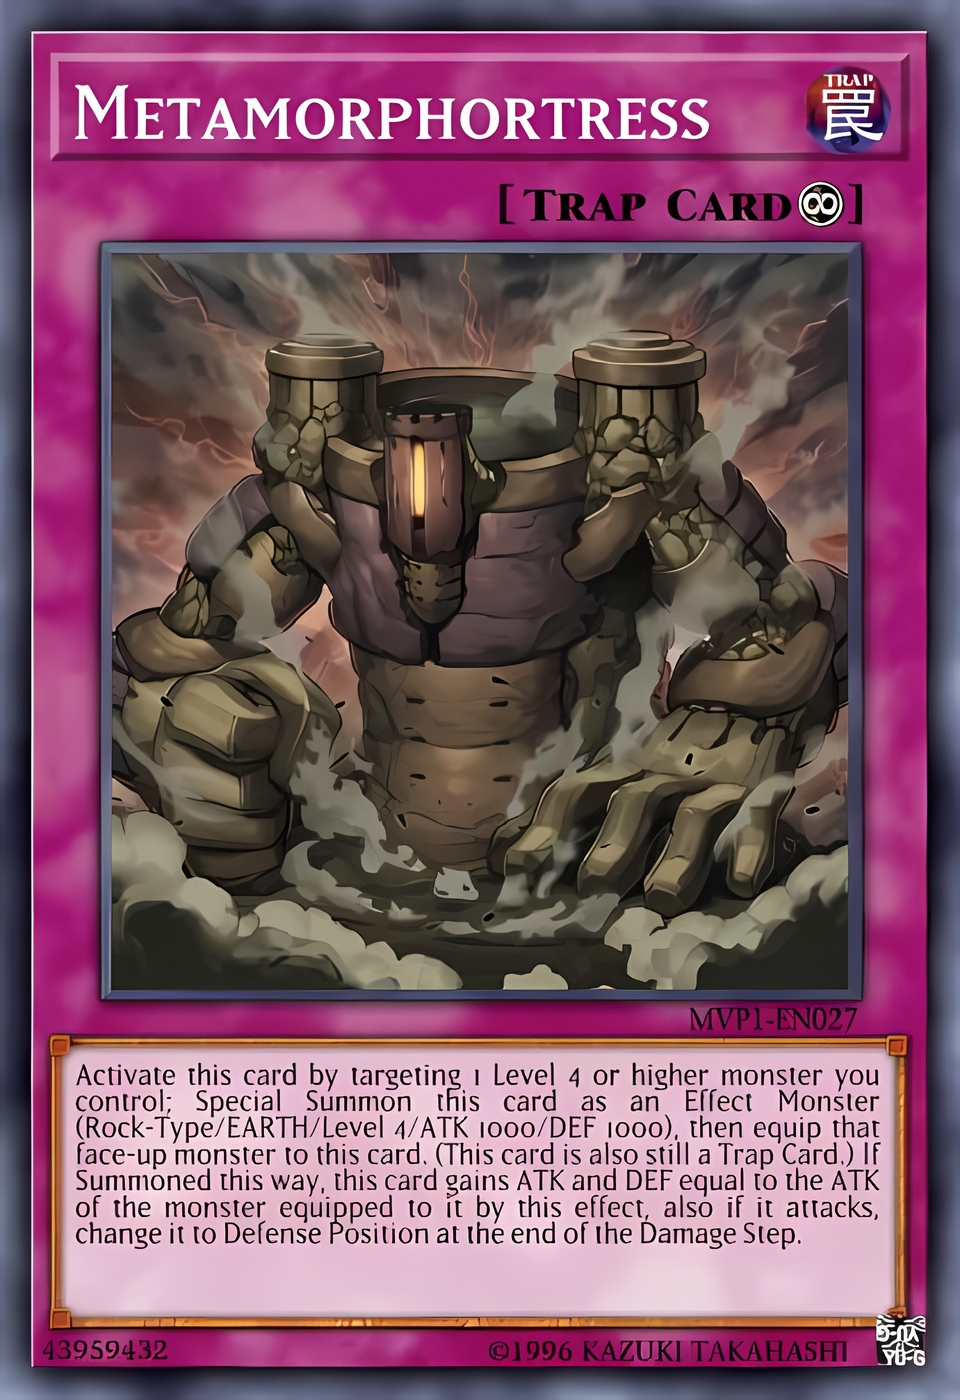 METAMORPHORTRESS
TRAP
罠
[TRAP CARD∞]
MVP1-EN027
Activate this card by targeting 1 Level 4 or higher monster you
control; Special Summon this card as an Effect Monster
(Rock-Type/EARTH/Level 4/ATK 1000/DEF 1000), then equip that
face-up monster to this card. (This card is also still a Trap Card.) If
Summoned this way, this card gains ATK and DEF equal to the ATK
of the monster equipped to it by this effect, also if it attacks,
change it to Defense Position at the end of the Damage Step.
43959432
©1996 KAZUKI TAKAHASHI